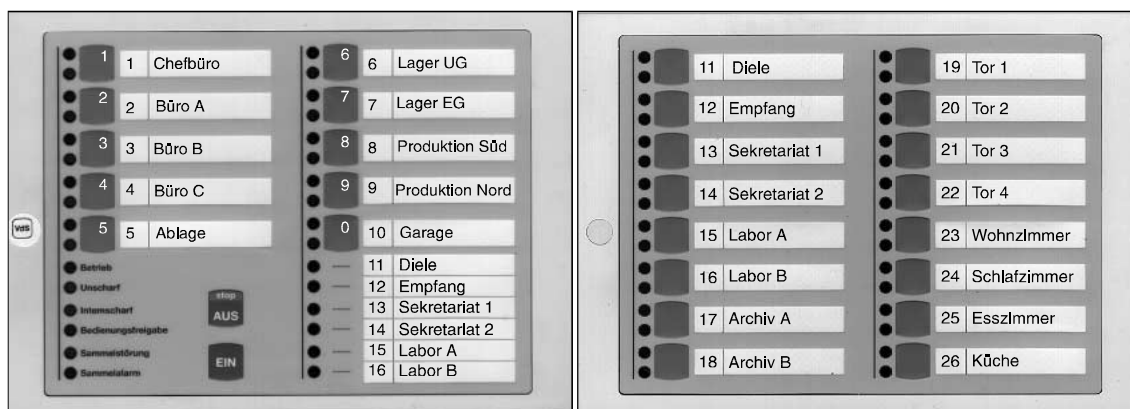 1 1 Chefbüro
2 2 Büro A
3 3 Büro B
4 4 Büro C
5 5 Ablage
Betrieb
Unscharf
Internscharf
Bedienungsfreigabe
Sammelstörung
Sammelalarm
stop
AUS
EIN
VdS
6 6 Lager UG
7 7 Lager EG
8 8 Produktion Süd
9 9 Produktion Nord
0 10 Garage
11 Diele
12 Empfang
13 Sekretariat 1
14 Sekretariat 2
15 Labor A
16 Labor B
11 Diele
12 Empfang
13 Sekretariat 1
14 Sekretariat 2
15 Labor A
16 Labor B
17 Archiv A
18 Archiv B
19 Tor 1
20 Tor 2
21 Tor 3
22 Tor 4
23 Wohnzimmer
24 Schlafzimmer
25 Esszimmer
26 Küche